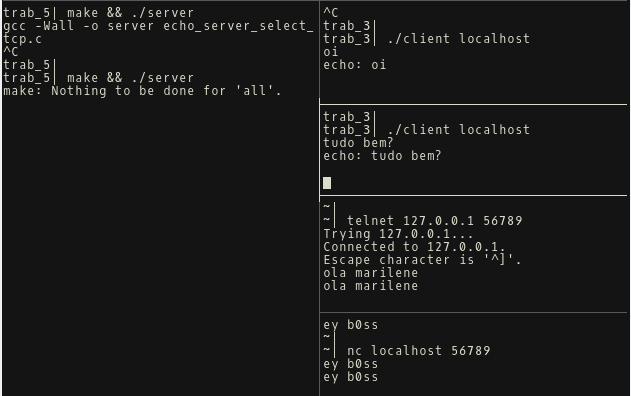 trab_5| make && ./server
gcc -Wall -o server echo_server_select_
tcp.c
^C
trab_5|
trab_5| make && ./server
make: Nothing to be done for 'all'.
^C
trab_3|
trab_3| ./client localhost
oi
echo: oi
trab_3|
trab_3| ./client localhost
tudo bem?
echo: tudo bem?
~|
~| telnet 127.0.0.1 56789
Trying 127.0.0.1...
Connected to 127.0.0.1.
Escape character is '^]'.
ola marilene
ola marilene
ey b0ss
~|
~| nc localhost 56789
ey b0ss
ey b0ss